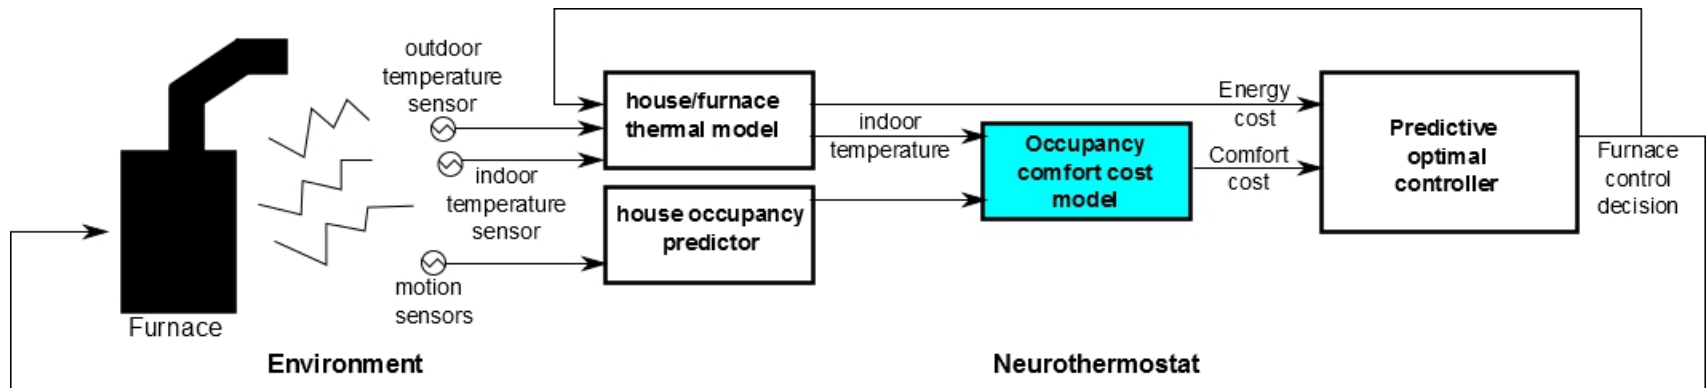 outdoor
temperature
sensor
indoor
temperature
sensor
motion
sensors
Furnace
Environment
house/furnace
thermal model
house occupancy
predictor
indoor
temperature
Occupancy
comfort cost
model
Energy
cost
Comfort
cost
Predictive
optimal
controller
Furnace
control
decision
Neurothermostat